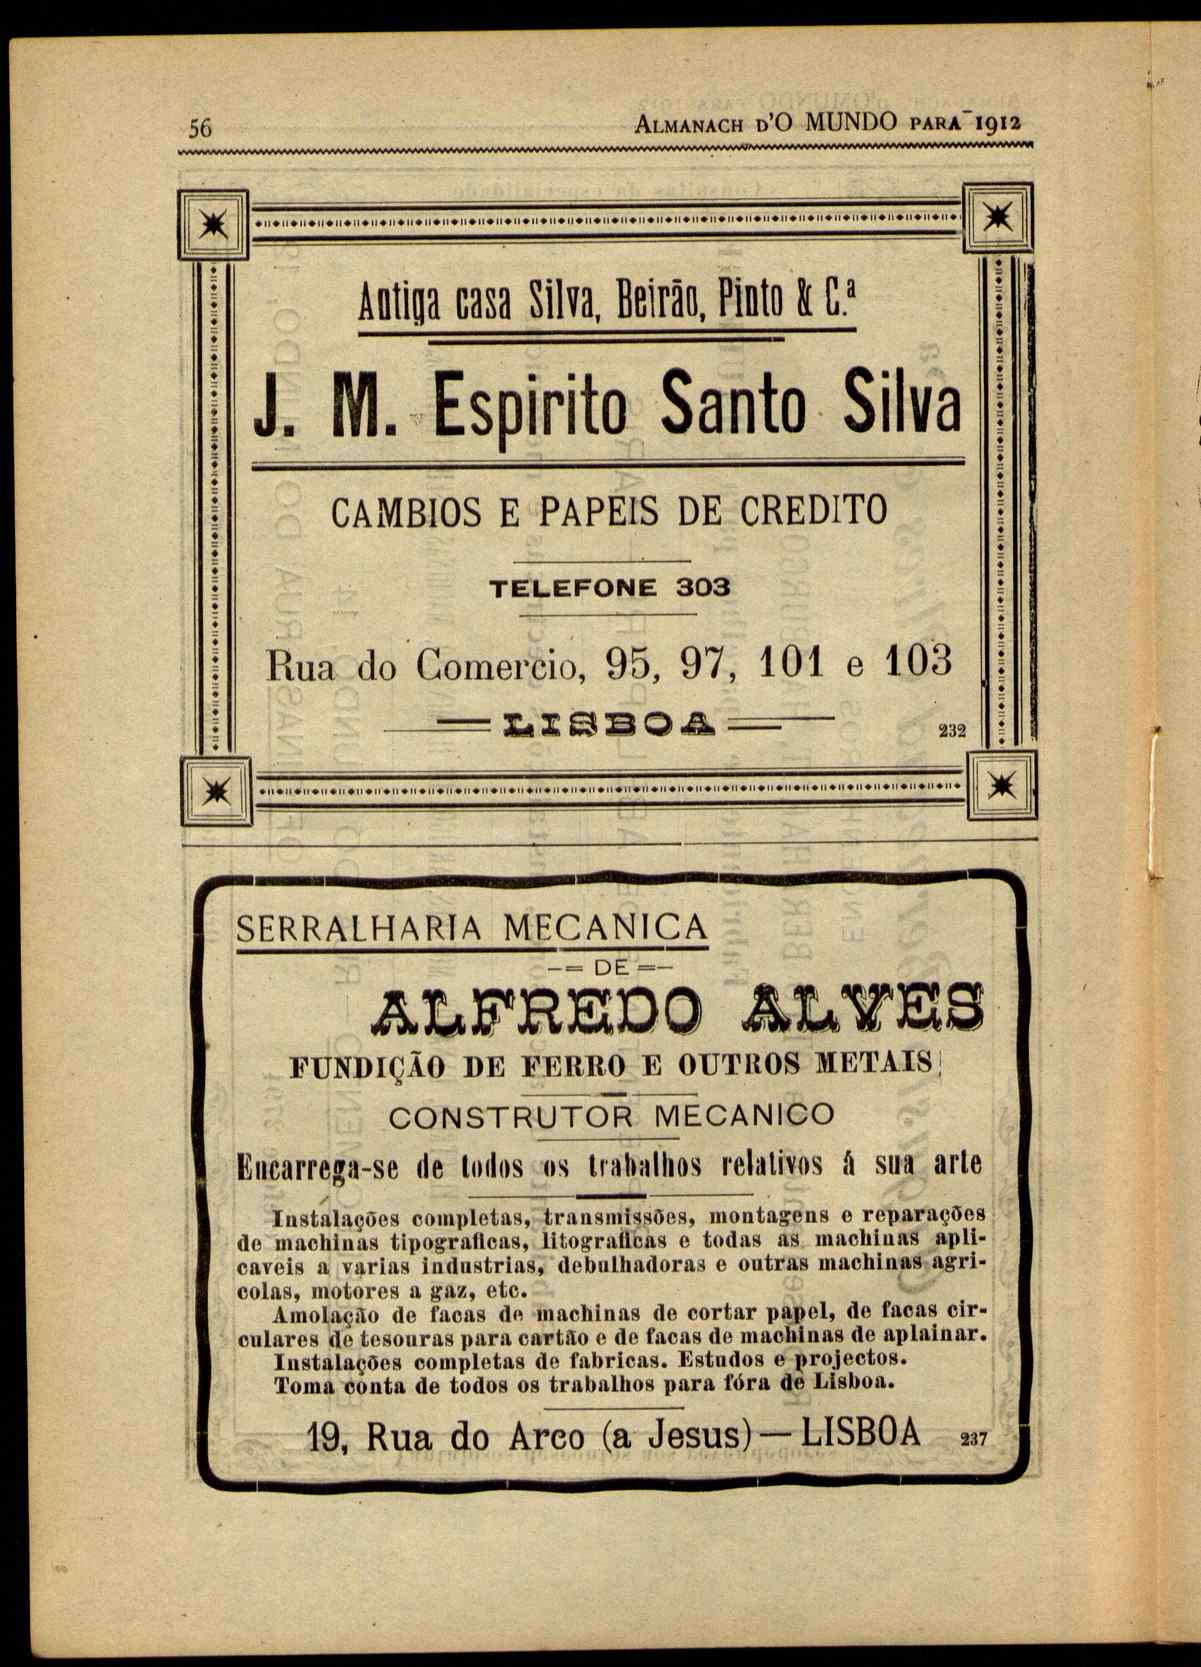 56
ALMANACH D'O MUNDO PARA 1912
Antiga casa Silva, Beirão, Pinto & C.ª
J. M. Espirito Santo Silva
CAMBIOS E PAPEIS DE CREDITO
TELEFONE 303
Rua do Comercio, 95, 97, 101 e 103
LISBOA
232
SERRALHARIA MECANICA
DE
ALFREDO ALVES
FUNDIÇÃO DE FERRO E OUTROS METAIS
CONSTRUTOR MECANICO
Encarrega-se de todos os trabalhos relativos á sua arte
Instalações completas, transmissões, montagens e reparações
de machinas tipograficas, litograficas e todas as machinas apli-
caveis a varias industrias, debulhadoras e outras machinas agri-
colas, motores a gaz, etc.
Amolação de facas de machinas de cortar papel, de facas cir-
culares de tesouras para cartão e de facas de machinas de aplainar.
Instalações completas de fabricas. Estudos e projectos.
Toma conta de todos os trabalhos para fóra de Lisboa.
19, Rua do Arco (a Jesus) — LISBOA 237